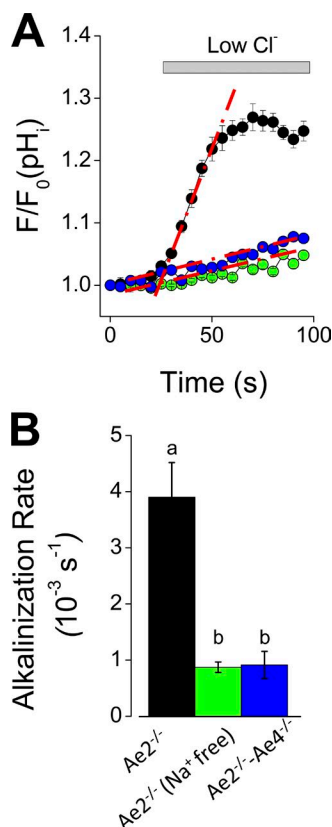 A
Low Cl⁻
F/F₀(pHᵢ)
1.4
1.3
1.2
1.1
1.0
0
50
100
Time (s)
B
Alkalinization Rate
(10⁻³ s⁻¹)
5
4
3
2
1
0
a
b
b
Ae2⁻/⁻
Ae2⁻/⁻ (Na⁺free)
Ae2⁻/⁻-Ae4⁻/⁻